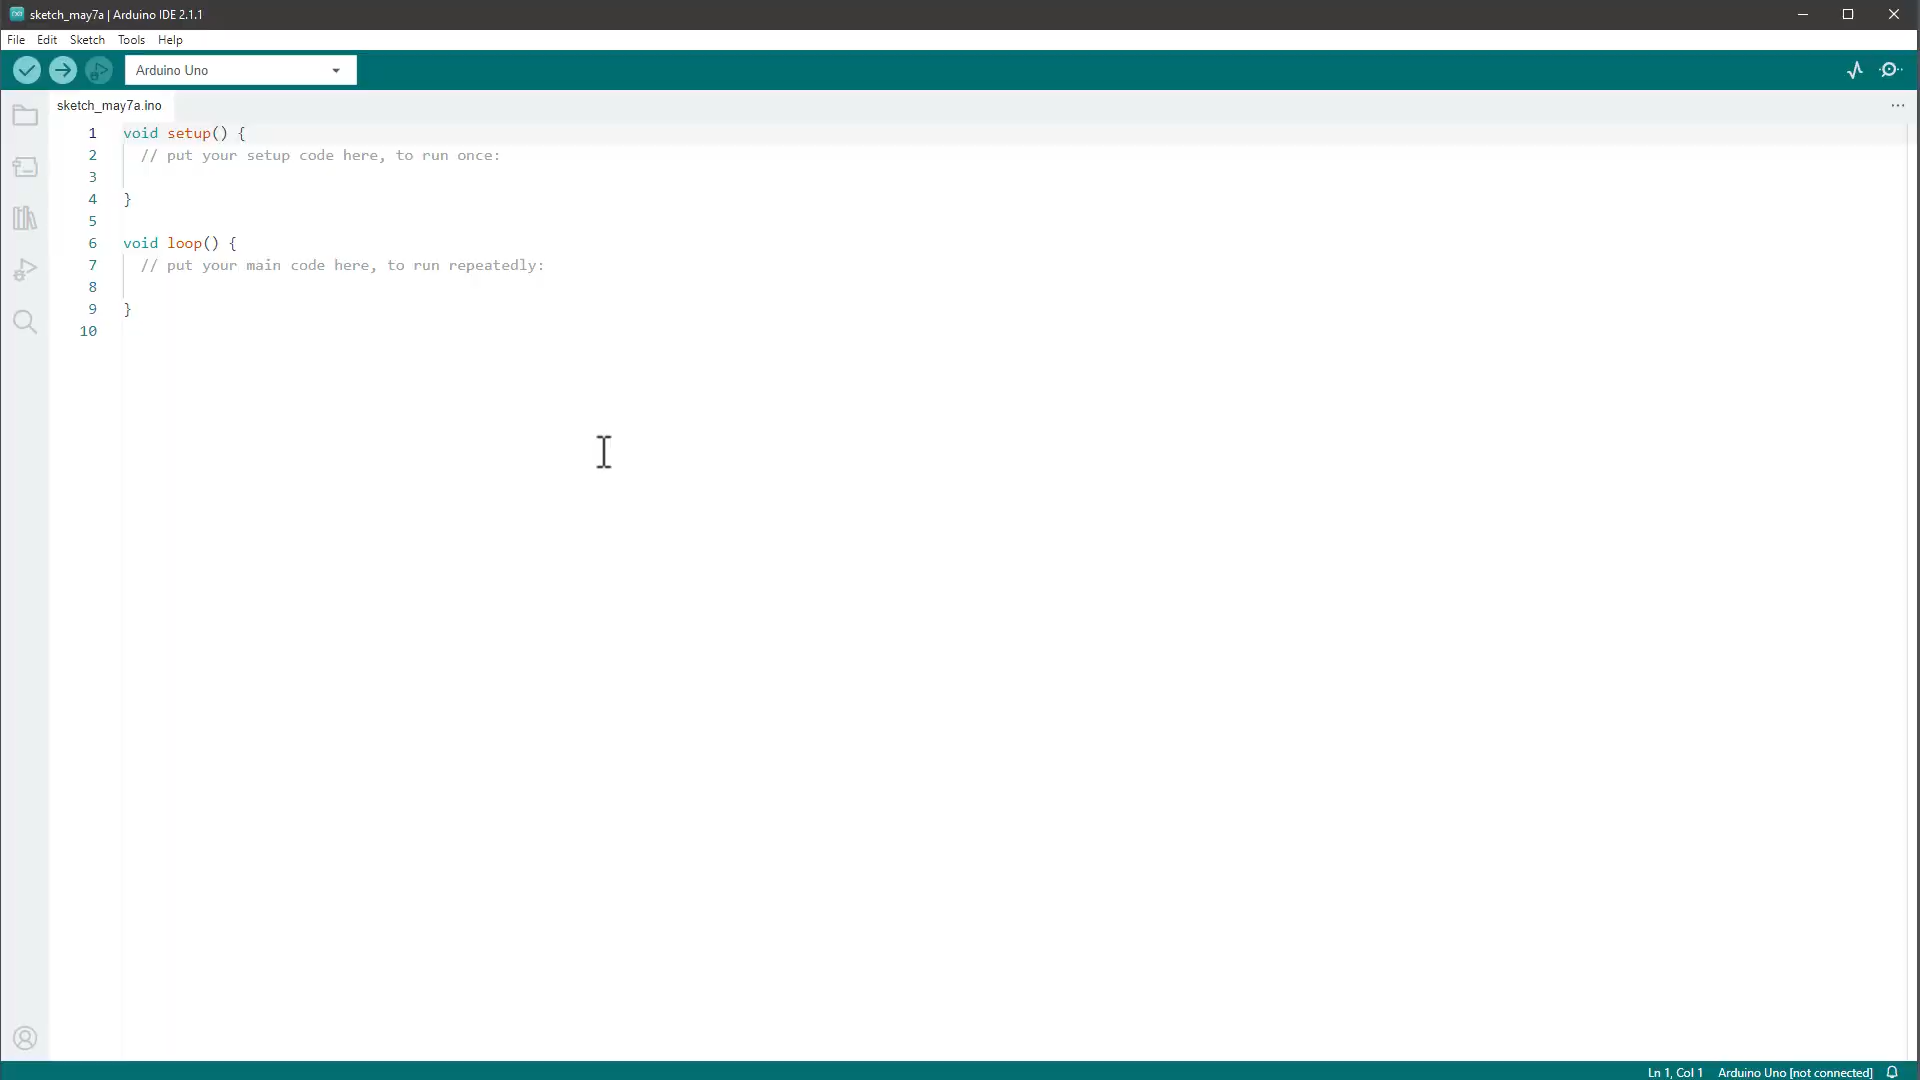 sketch_may7a | Arduino IDE 2.1.1
File Edit Sketch Tools Help
Arduino Uno
sketch_may7a.ino
1 void setup() {
2 // put your setup code here, to run once:
3
4 }
5
6 void loop() {
7 // put your main code here, to run repeatedly:
8
9 }
10
Ln 1, Col 1 Arduino Uno [not connected]